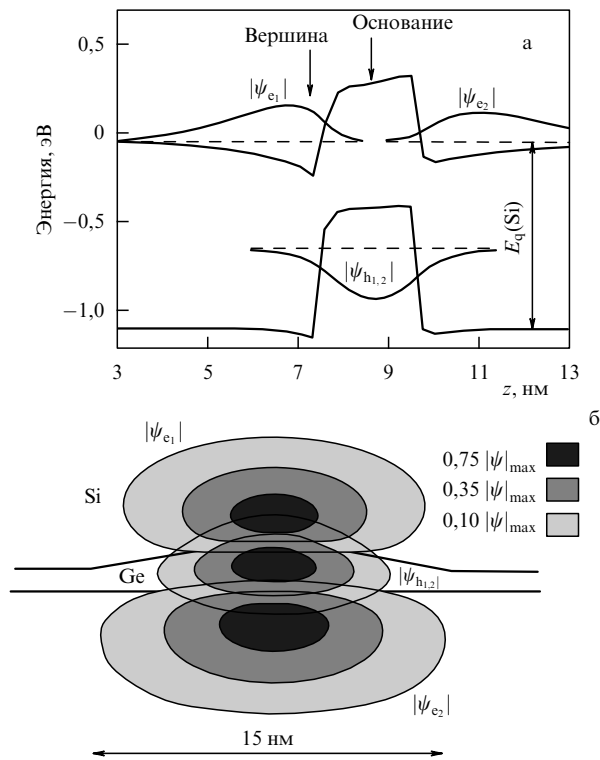 а
Вершина
Основание
|ψe1|
|ψe2|
|ψh1,2|
Eq(Si)
Энергия, эВ
0,5
0
−0,5
−1,0
3
5
7
9
11
13
z, нм
б
|ψe1|
0,75 |ψ|max
0,35 |ψ|max
0,10 |ψ|max
Si
Ge
|ψh1,2|
|ψe2|
15 нм